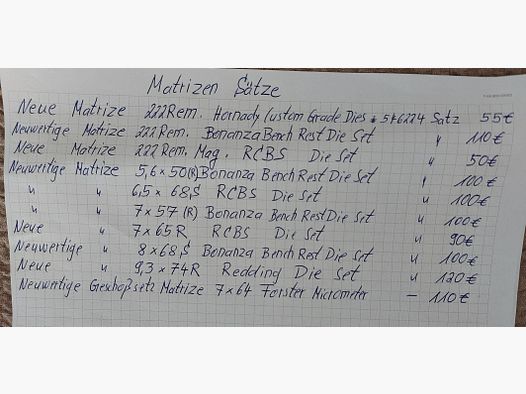 Matrizen Sätze
Neue Matrize 222 Rem. Hornady Custom Grade Dies 546224 Satz 55€
Neuwertige Matrize 222 Rem. Bonanza Bench Rest Die Set " 110€
Neue Matrize 222 Rem. Mag. RCBS Die Set " 50€
Neuwertige Matrize 5,6 x 50 (R) Bonanza Bench Rest Die Set " 100€
" " 6,5 x 68,S RCBS Die Set " 100€
" " 7 x 57 (R) Bonanza Bench Rest Die Set " 100€
Neue " 7 x 65 R RCBS Die Set " 90€
Neuwertige " 8 x 68,S Bonanza Bench Rest Die Set " 100€
Neue " 9,3 x 74 R Redding Die Set " 120€
Neuwertige Geschoßsetz Matrize 7 x 64 Forster Micrometer – 110€